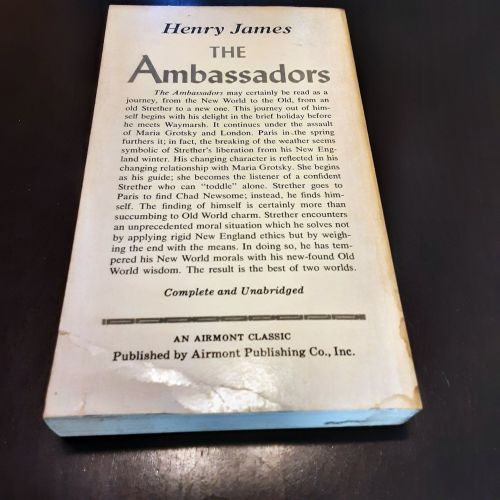 Henry James
THE
Ambassadors
The Ambassadors may certainly be read as a
journey, from the New World to the Old, from an
old Strether to a new one. This journey out of him-
self begins with his delight in the brief holiday before
he meets Waymarsh. It continues under the assault
of Maria Grotsky and London. Paris in the spring
furthers it; in fact, the breaking of the weather seems
symbolic of Strether's liberation from his New Eng-
land winter. His changing character is reflected in his
changing relationship with Maria Grotsky. She begins
as his guide; she becomes the listener of a confident
Strether who can "toddle" alone. Strether goes to
Paris to find Chad Newsome; instead, he finds him-
self. The finding of himself is certainly more than
succumbing to Old World charm. Strether encounters
an unprecedented moral situation which he solves not
by applying rigid New England ethics but by weigh-
ing the end with the means. In doing so, he has tem-
pered his New World morals with his new-found Old
World wisdom. The result is the best of two worlds.
Complete and Unabridged
AN AIRMONT CLASSIC
Published by Airmont Publishing Co., Inc.